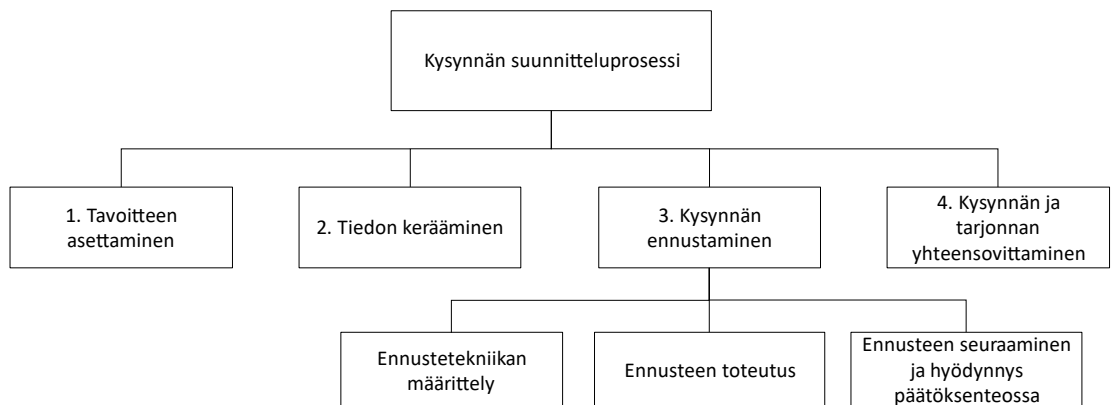 Kysynnän suunnitteluprosessi
1. Tavoitteen
asettaminen
2. Tiedon kerääminen
3. Kysynnän
ennustaminen
4. Kysynnän ja
tarjonnan
yhteensovittaminen
Ennustetekniikan
määrittely
Ennusteen toteutus
Ennusteen seuraaminen
ja hyödynnys
päätöksenteossa